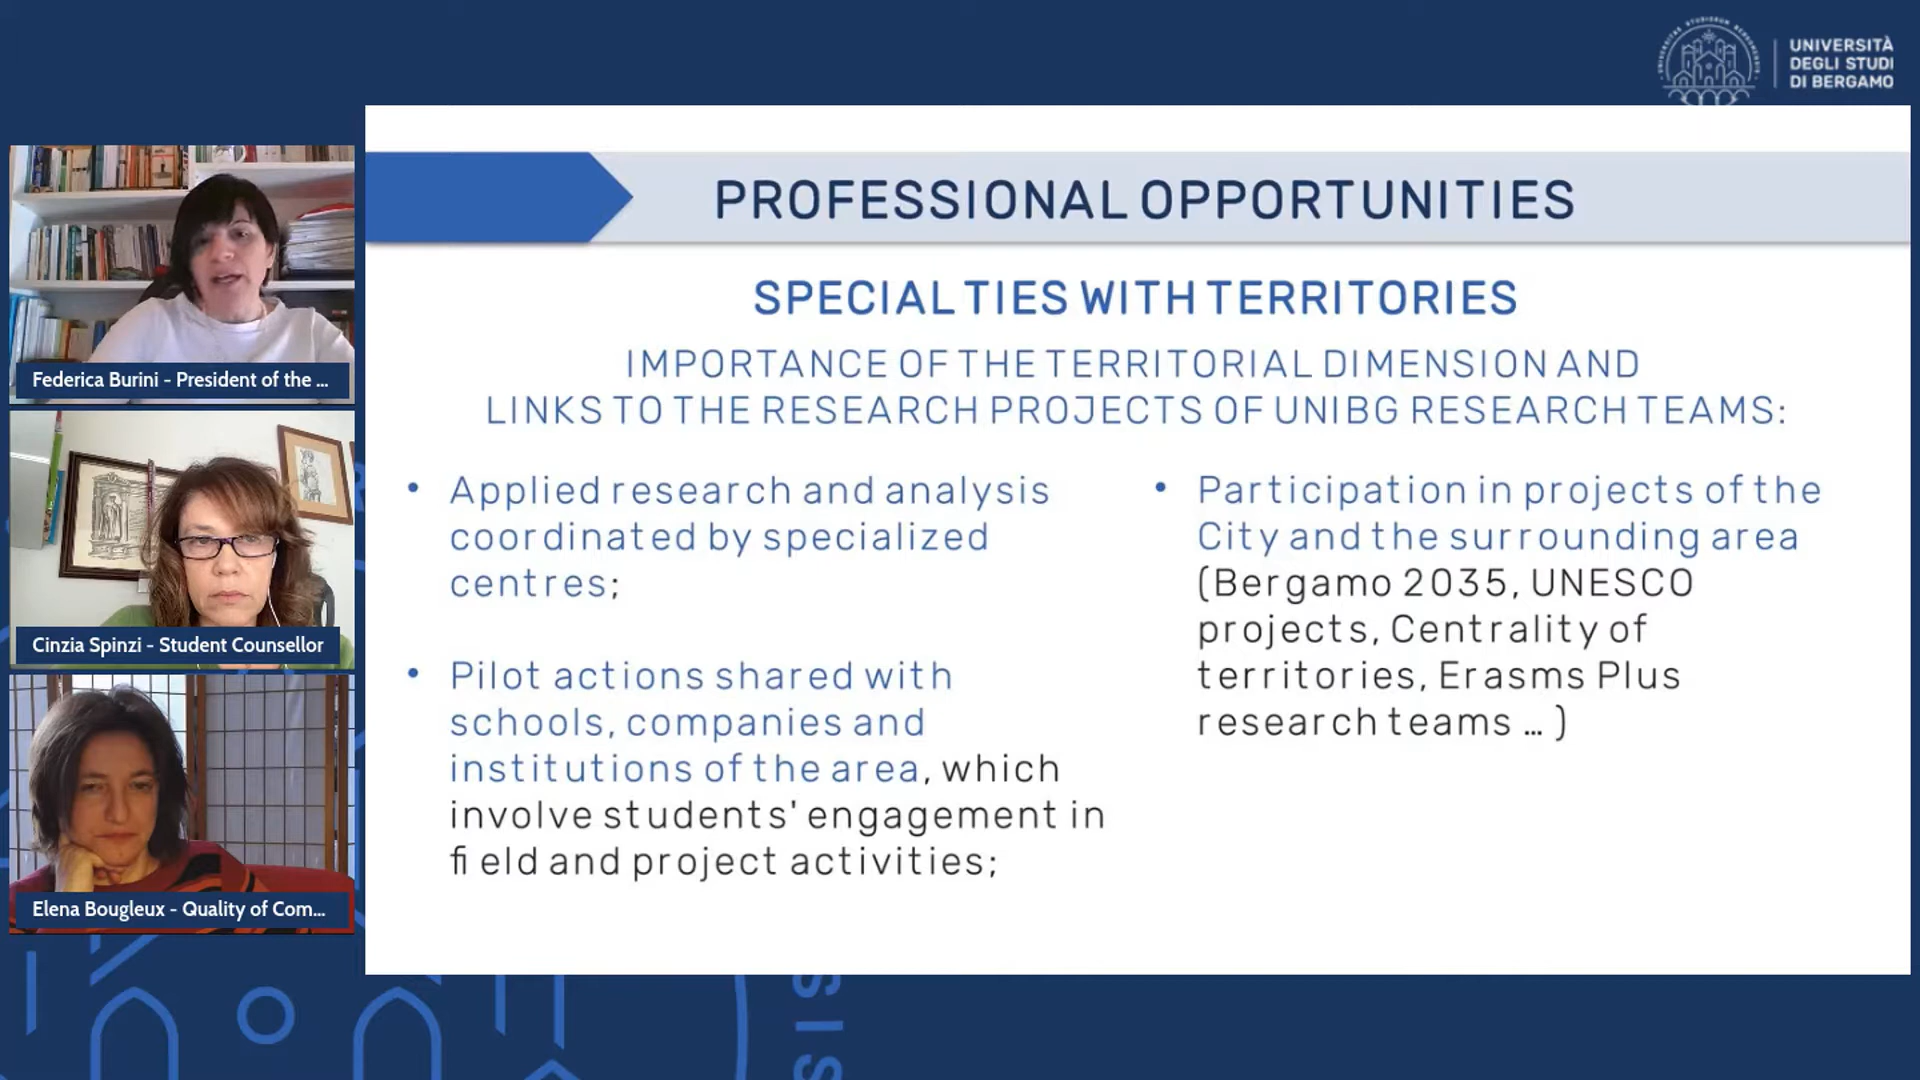 UNIVERSITÀ
DEGLI STUDI
DI BERGAMO
PROFESSIONAL OPPORTUNITIES
SPECIAL TIES WITH TERRITORIES
IMPORTANCE OF THE TERRITORIAL DIMENSION AND
LINKS TO THE RESEARCH PROJECTS OF UNIBG RESEARCH TEAMS:
• Applied research and analysis
coordinated by specialized
centres;
• Pilot actions shared with
schools, companies and
institutions of the area, which
involve students' engagement in
field and project activities;
• Participation in projects of the
City and the surrounding area
(Bergamo 2035, UNESCO
projects, Centrality of
territories, Erasms Plus
research teams ... )
Federica Burini - President of the ...
Cinzia Spinzi - Student Counsellor
Elena Bougleux - Quality of Com...
SIS